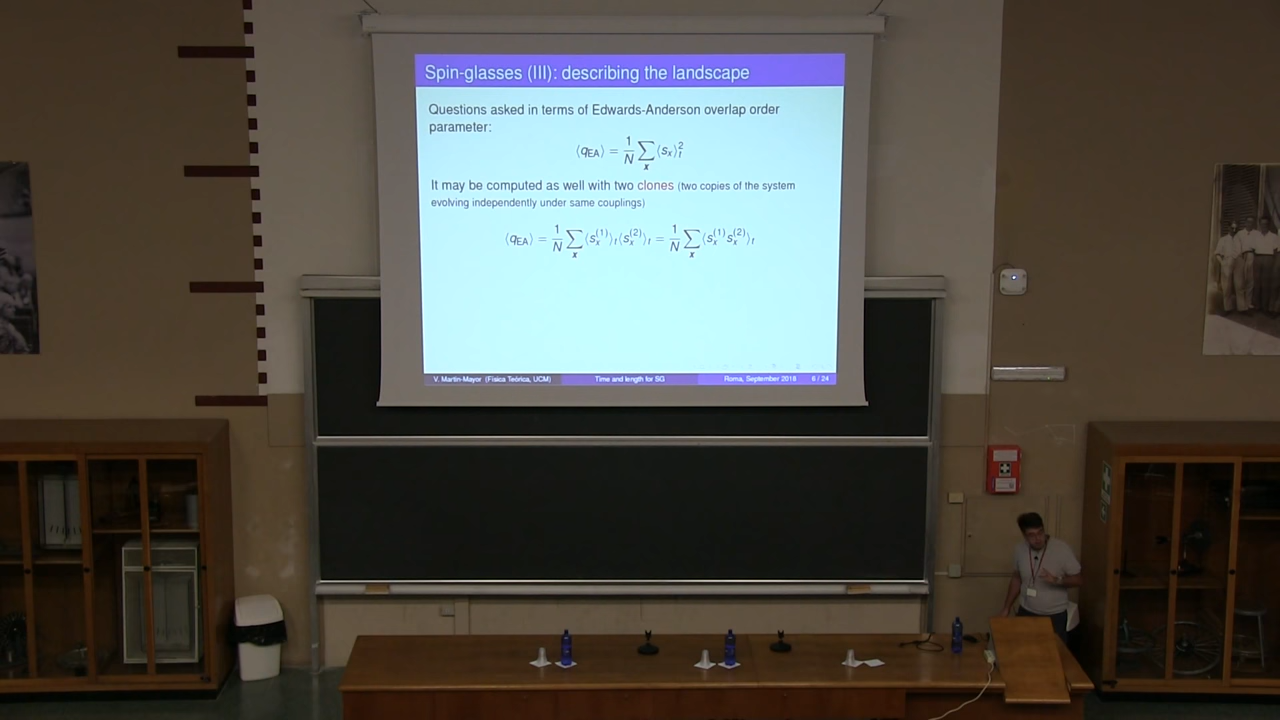 Spin-glasses (III): describing the landscape
Questions asked in terms of Edwards-Anderson overlap order
parameter:
⟨q_EA⟩ = 1/N ∑_x ⟨s_x⟩_t^2
It may be computed as well with two clones (two copies of the system
evolving independently under same couplings)
⟨q_EA⟩ = 1/N ∑_x ⟨s_x^(1)⟩_t ⟨s_x^(2)⟩_t = 1/N ∑_x ⟨s_x^(1) s_x^(2)⟩_t
V. Martin-Mayor (Física Teórica, UCM) Time and length for SG Roma, September 2018 6 / 24